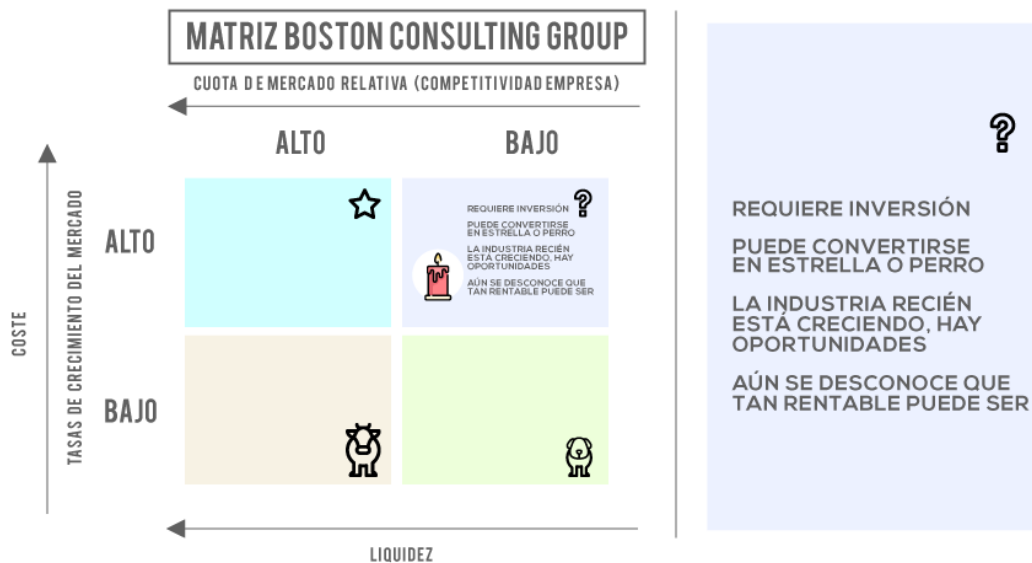 MATRIZ BOSTON CONSULTING GROUP
CUOTA DE MERCADO RELATIVA (COMPETITIVIDAD EMPRESA)
ALTO
BAJO
COSTE
TASAS DE CRECIMIENTO DEL MERCADO
ALTO
?
REQUIERE INVERSIÓN
PUEDE CONVERTIRSE
EN ESTRELLA O PERRO
LA INDUSTRIA RECIÉN
ESTÁ CRECIENDO, HAY
OPORTUNIDADES
AÚN SE DESCONOCE QUE
TAN RENTABLE PUEDE SER
BAJO
LIQUIDEZ
?
REQUIERE INVERSIÓN
PUEDE CONVERTIRSE
EN ESTRELLA O PERRO
LA INDUSTRIA RECIÉN
ESTÁ CRECIENDO, HAY
OPORTUNIDADES
AÚN SE DESCONOCE QUE
TAN RENTABLE PUEDE SER